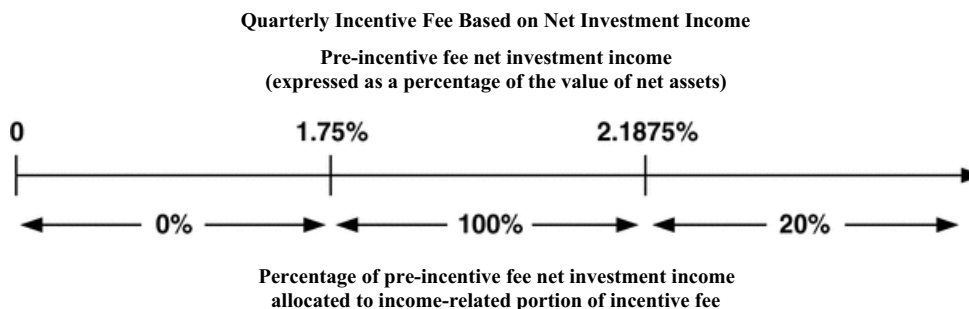 Quarterly Incentive Fee Based on Net Investment Income
Pre-incentive fee net investment income
(expressed as a percentage of the value of net assets)
0 1.75% 2.1875%
0% 100% 20%
Percentage of pre-incentive fee net investment income
allocated to income-related portion of incentive fee